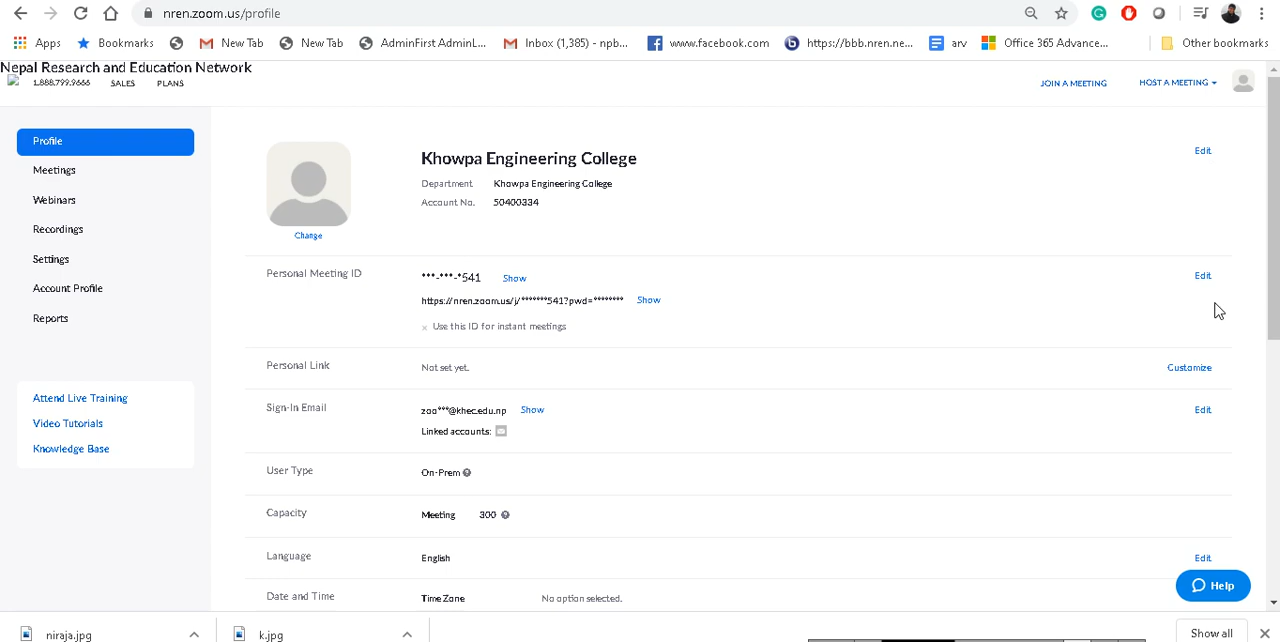 nren.zoom.us/profile
Apps Bookmarks New Tab New Tab AdminFirst AdminL... Inbox (1,385) - npb... www.facebook.com https://bbb.nren.ne... arv Office 365 Advance... Other bookmarks
Nepal Research and Education Network
1.888.799.9666 SALES PLANS JOIN A MEETING HOST A MEETING
Profile
Meetings
Webinars
Recordings
Settings
Account Profile
Reports
Attend Live Training
Video Tutorials
Knowledge Base
Khowpa Engineering College Edit
Department Khowpa Engineering College
Account No. 50400334
Change
Personal Meeting ID ***-***-*541 Show Edit
https://nren.zoom.us/j/*******541?pwd=******** Show
× Use this ID for instant meetings
Personal Link Not set yet. Customize
Sign-In Email zoo***@khec.edu.np Show Edit
Linked accounts:
User Type On-Prem
Capacity Meeting 300
Language English Edit
Help
Date and Time Time Zone No option selected.
niraja.jpg k.jpg Show all